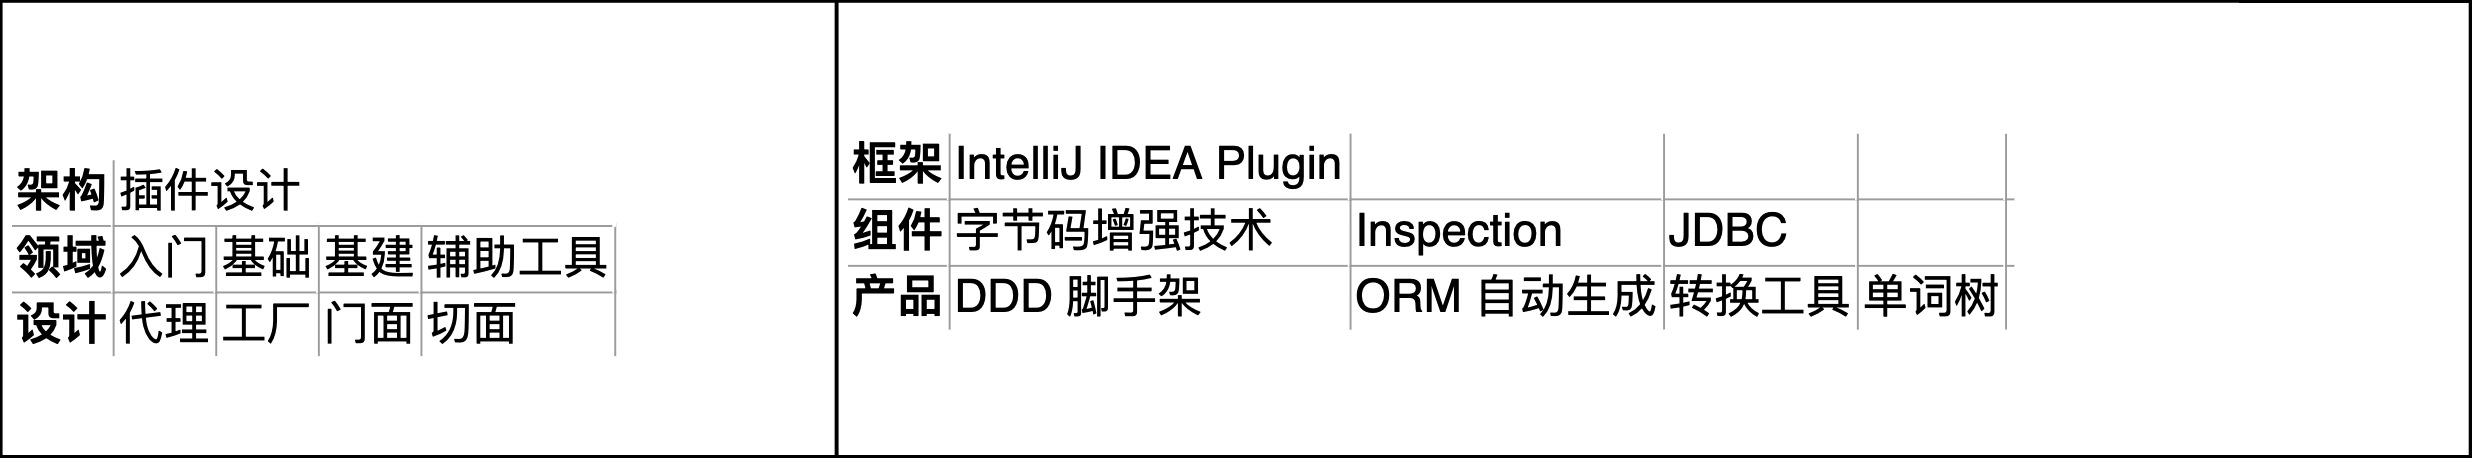 架构 插件设计
领域 入门 基础 基建 辅助工具
设计 代理 工厂 门面 切面
框架 IntelliJ IDEA Plugin
组件 字节码增强技术 Inspection JDBC
产品 DDD 脚手架 ORM 自动生成 转换工具 单词树